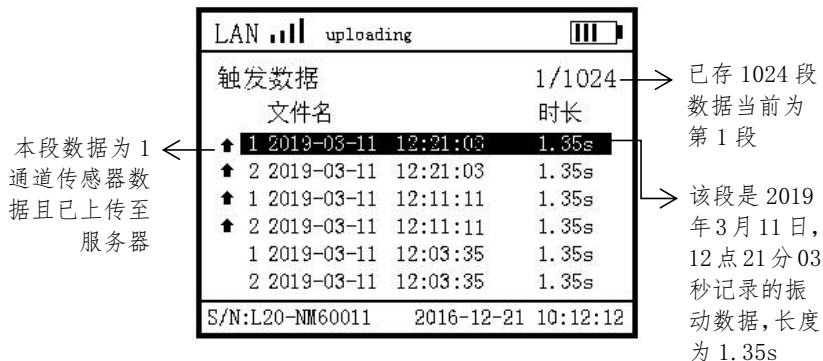 LAN uploading
触发数据 1/1024
文件名 时长
1 2019-03-11 12:21:03 1.35s
2 2019-03-11 12:21:03 1.35s
1 2019-03-11 12:11:11 1.35s
2 2019-03-11 12:11:11 1.35s
1 2019-03-11 12:03:35 1.35s
2 2019-03-11 12:03:35 1.35s
S/N:L20-NM60011 2016-12-21 10:12:12
本段数据为 1
通道传感器数
据且已上传至
服务器
已存 1024 段
数据当前为
第 1 段
该段是 2019
年 3 月 11 日,
12 点 21 分 03
秒记录的振
动数据,长度
为 1.35s